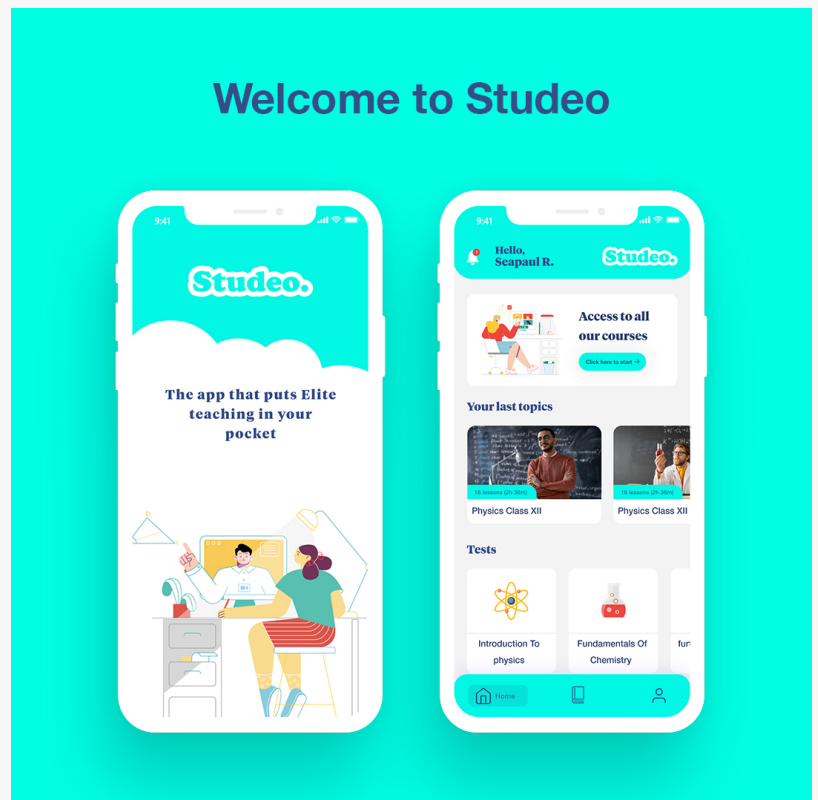 Welcome to Studeo
9:41
Studeo.
The app that puts Elite
teaching in your
pocket
9:41
Hello,
Seapaul R.
Studeo.
Access to all
our courses
Click here to start →
Your last topics
18 lessons (2h 36m)
Physics Class XII
18 lessons (2h 36m)
Physics Class XII
Tests
Introduction To
physics
Fundamentals Of
Chemistry
Home